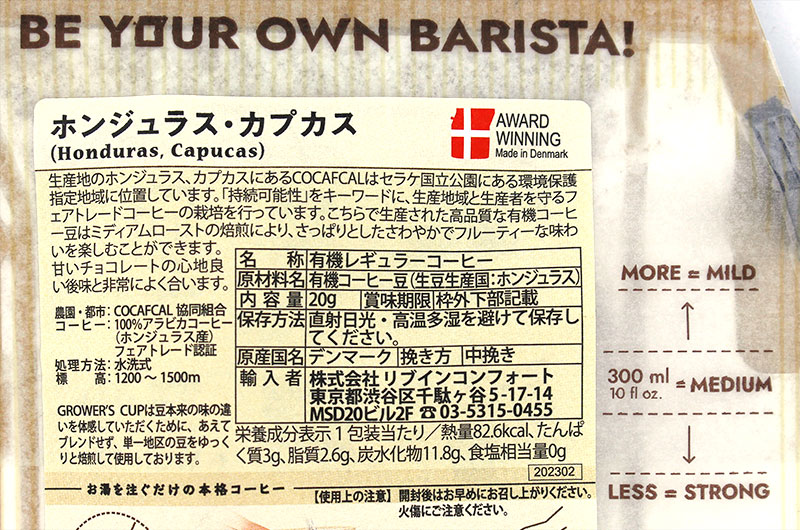 BE YOUR OWN BARISTA!
ホンジュラス・カプカス
(Honduras, Capucas)
AWARD
WINNING
Made in Denmark
生産地のホンジュラス、カプカスにあるCOCAFCALはセラケ国立公園にある環境保護
指定地域に位置しています。「持続可能性」をキーワードに、生産地域と生産者を守るフ
ェアトレードコーヒーの栽培を行っています。こちらで生産された高品質な有機コーヒ
ー豆はミディアムローストの焙煎により、さっぱりとしたさわやかでフルーティーな味わ
いを楽しむことができます。
甘いチョコレートの心地良
い後味と非常によく合います。
農園・都市：COCAFCAL 協同組合
コーヒー：100%アラビカコーヒー
（ホンジュラス産）
フェアトレード認証
処理方法：水洗式
標　高：1200～1500m
GROWER'S CUPは豆本来の味の違
いを体感していただくために、あえて
ブレンドせず、単一地区の豆をゆっく
りと焙煎して使用しております。
名　称 有機レギュラーコーヒー
原材料名 有機コーヒー豆（生豆生産国：ホンジュラス）
内 容 量 20g 賞味期限 枠外下部記載
保存方法 直射日光・高温多湿を避けて保存し
てください。
原産国名 デンマーク 挽き方 中挽き
輸 入 者 株式会社 リブインコンフォート
東京都渋谷区千駄ヶ谷5-17-14
MSD20ビル2F ☎03-5315-0455
栄養成分表示1包装当たり／熱量82.6kcal、たんぱ
く質3g、脂質2.6g、炭水化物11.8g、食塩相当量0g
202302
お湯を注ぐだけの本格コーヒー
【使用上の注意】開封後はお早めにお召し上がりください。
火傷にご注意ください。
MORE = MILD
300 ml
10 fl oz.
= MEDIUM
LESS = STRONG